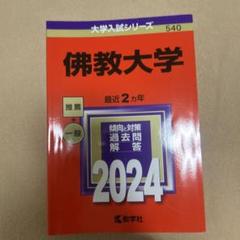 大学入試シリーズ
540
佛教大学
最近2カ年
推薦
+
一般
傾向と対策
過去問
解答
2024
教学社